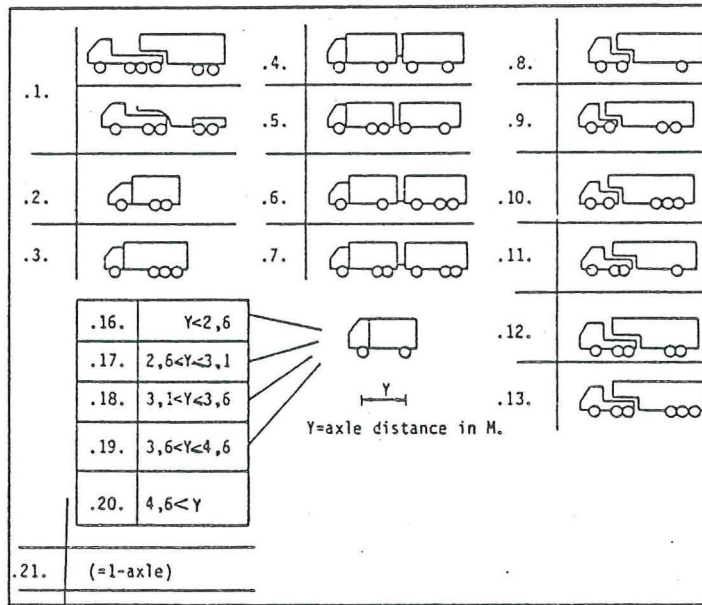 .1.
.2.
.3.
.4.
.5.
.6.
.7.
.8.
.9.
.10.
.11.
.12.
.13.
.16. Y<2,6
.17. 2,6<Y≤3,1
.18. 3,1<Y≤3,6
.19. 3,6<Y≤4,6
.20. 4,6<Y
Y
Y=axle distance in M.
.21. (=1-axle)